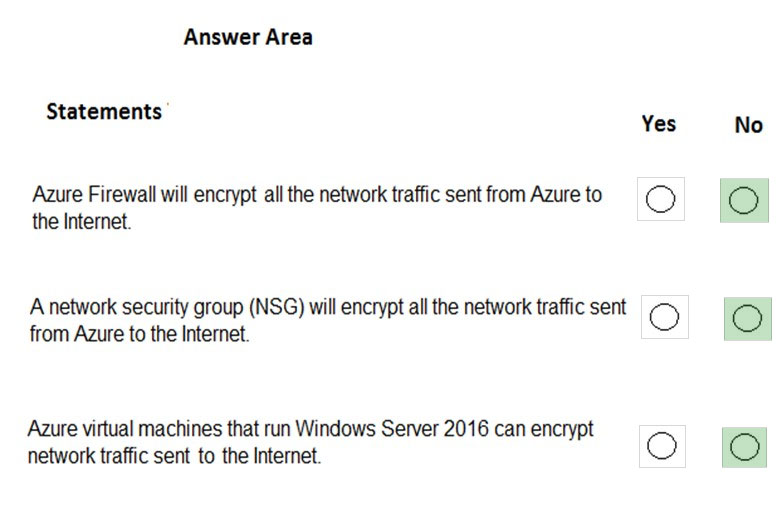 Answer Area
Statements
Yes No
Azure Firewall will encrypt all the network traffic sent from Azure to
the Internet.
A network security group (NSG) will encrypt all the network traffic sent
from Azure to the Internet.
Azure virtual machines that run Windows Server 2016 can encrypt
network traffic sent to the Internet.